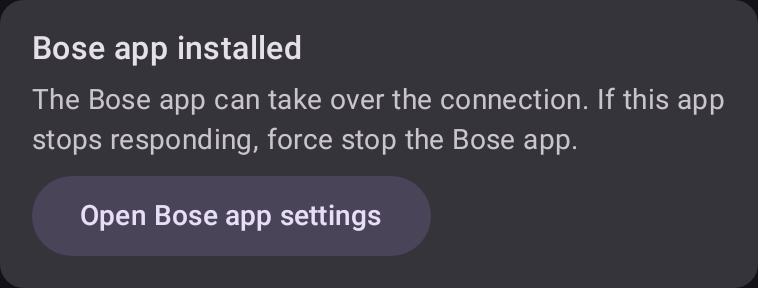 Bose app installed
The Bose app can take over the connection. If this app
stops responding, force stop the Bose app.
Open Bose app settings